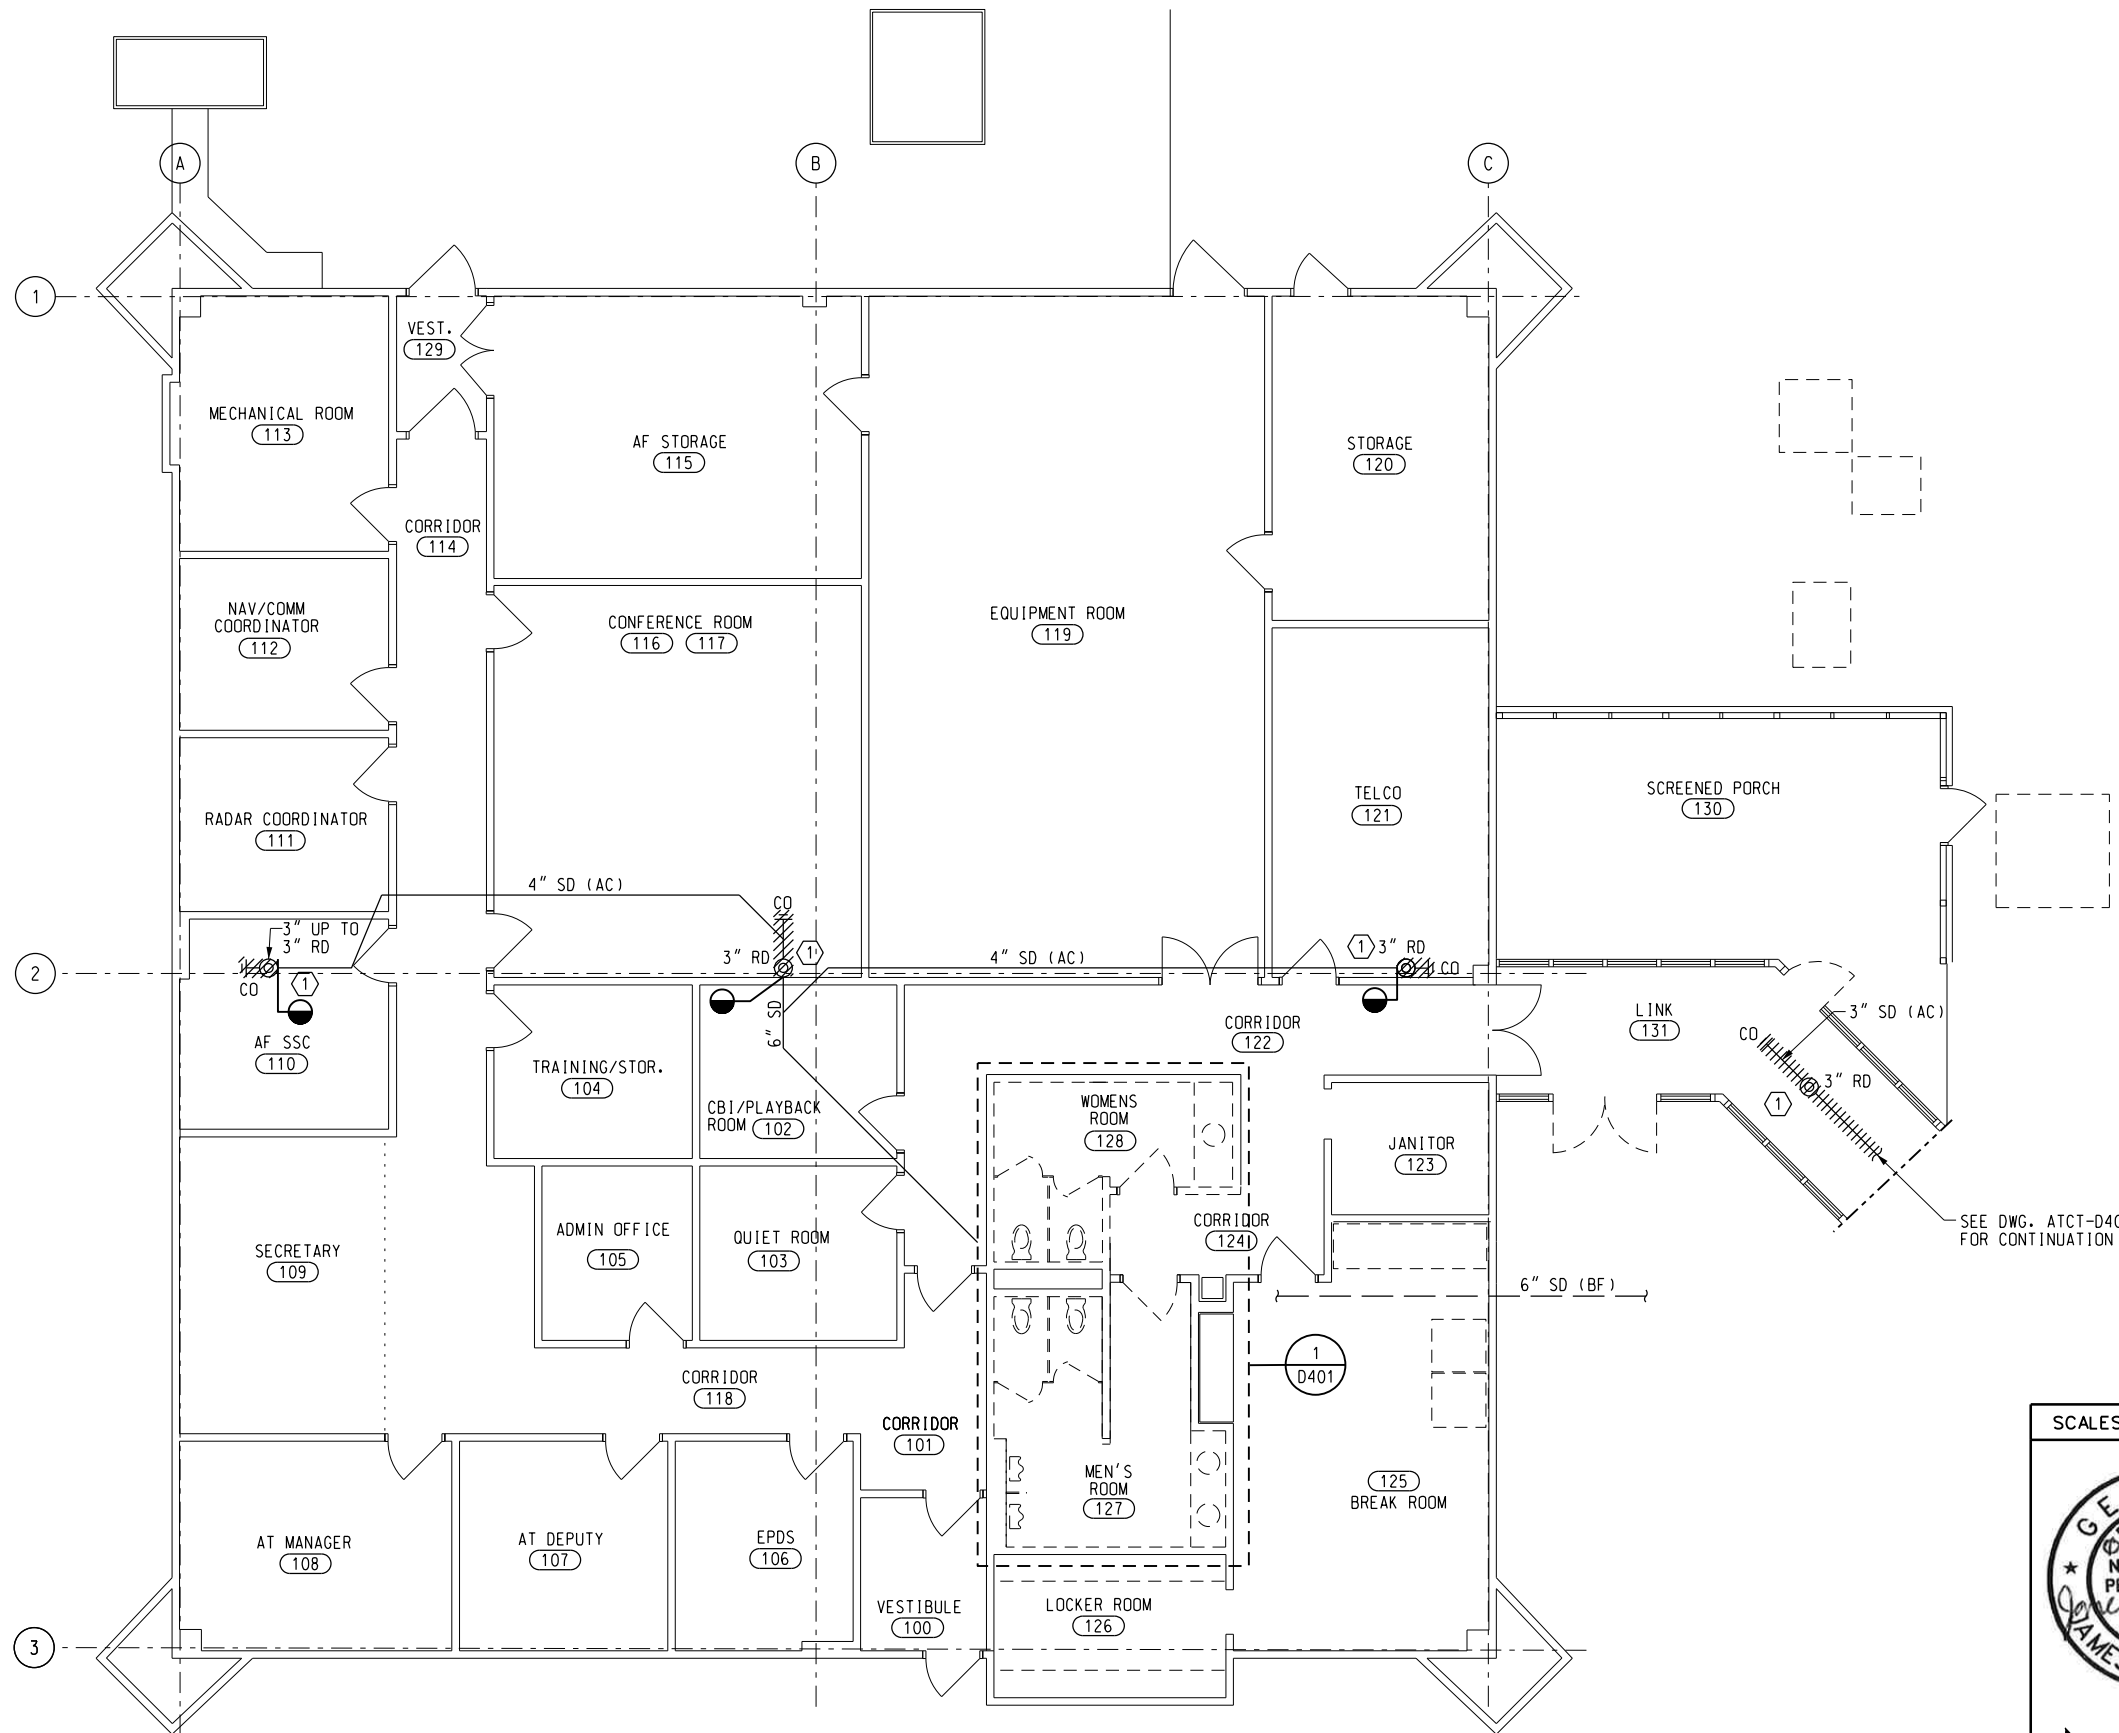 A
B
C
1
VEST.
129
MECHANICAL ROOM
113
AF STORAGE
115
STORAGE
120
CORRIDOR
114
NAV/COMM
COORDINATOR
112
CONFERENCE ROOM
116 117
EQUIPMENT ROOM
119
RADAR COORDINATOR
111
TELCO
121
SCREENED PORCH
130
4" SD (AC)
CO
3" UP TO
3" RD
3" RD
1
4" SD (AC)
1
3" RD
CO
2
CO
1
6" SD
AF SSC
110
TRAINING/STOR.
104
CBI/PLAYBACK
ROOM 102
CORRIDOR
122
LINK
131
3" SD (AC)
CO
3" RD
1
WOMENS
ROOM
128
JANITOR
123
SECRETARY
109
ADMIN OFFICE
105
QUIET ROOM
103
CORRIDOR
124
SEE DWG. ATCT-D40
FOR CONTINUATION
6" SD (BF)
1
D401
CORRIDOR
118
CORRIDOR
101
MEN'S
ROOM
127
125
BREAK ROOM
AT MANAGER
108
AT DEPUTY
107
EPDS
106
VESTIBULE
100
LOCKER ROOM
126
3
SCALES